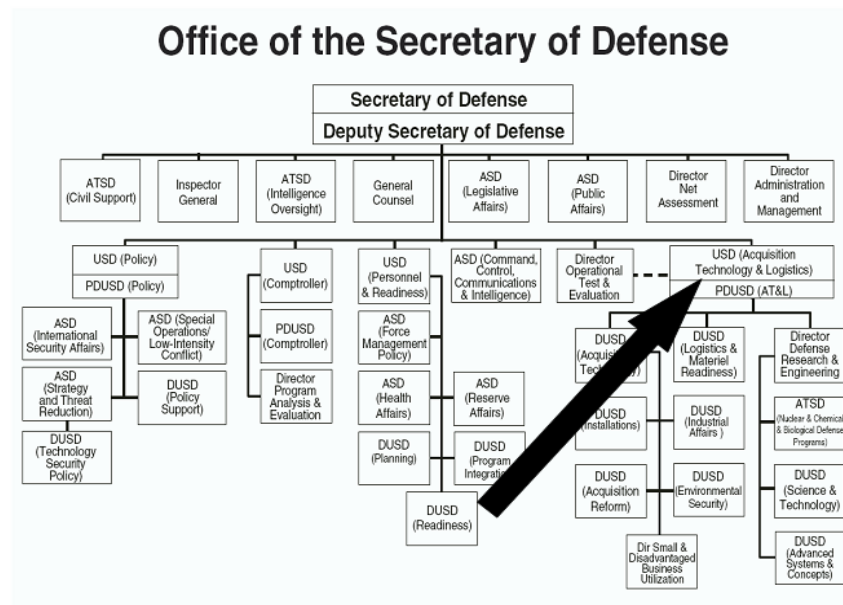 Office of the Secretary of Defense
Secretary of Defense
Deputy Secretary of Defense
ATSD
(Civil Support)
Inspector
General
ATSD
(Intelligence
Oversight)
General
Counsel
ASD
(Legislative
Affairs)
ASD
(Public
Affairs)
Director
Net
Assessment
Director
Administration
and
Management
USD (Policy)
PDUSD (Policy)
USD
(Comptroller)
USD
(Personnel
& Readiness)
ASD (Command,
Control,
Communications
& Intelligence)
Director
Operational
Test &
Evaluation
USD (Acquisition
Technology & Logistics)
PDUSD (AT&L)
ASD
(International
Security Affairs)
ASD (Special
Operations/
Low-Intensity
Conflict)
ASD
(Strategy
and Threat
Reduction)
DUSD
(Policy
Support)
DUSD
(Technology
Security
Policy)
PDUSD
(Comptroller)
Director
Program
Analysis &
Evaluation
ASD
(Force
Management
Policy)
ASD
(Health
Affairs)
ASD
(Reserve
Affairs)
DUSD
(Planning)
DUSD
(Program
DUSD
(Readiness)
DUSD
DUSD
(Logistics &
Materiel
Readiness)
Director
Defense
Research &
Engineering
DUSD
(Installations)
DUSD
(Industrial
Affairs )
ATSD
(Nuclear & Chemical
& Biological Defense
Programs)
DUSD
(Acquisition
Reform)
DUSD
(Environmental
Security)
DUSD
(Science &
Technology)
Dir Small &
Disadvantaged
Business
Utilization
DUSD
(Advanced
Systems &
Concepts)